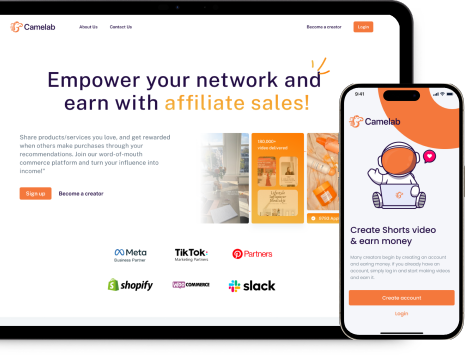 Camelab
About Us
Contact Us
Become a creator
Login
Empower your network and
earn with affiliate sales!
Share products/services you love, and get rewarded
when others make purchases through your
recommendations. Join our word-of-mouth
commerce platform and turn your influence into
income!"
Sign up
Become a creator
100,000+
video delivered
Meta
Business Partner
TikTok
Marketing Partners
Partners
shopify
WOO COMMERCE
slack
9:41
Camelab
Create Shorts video
& earn money
Many creators begin by creating an account
and eating money. if you already have an
account, simply log in and start making videos
and earn it.
Create account
Login